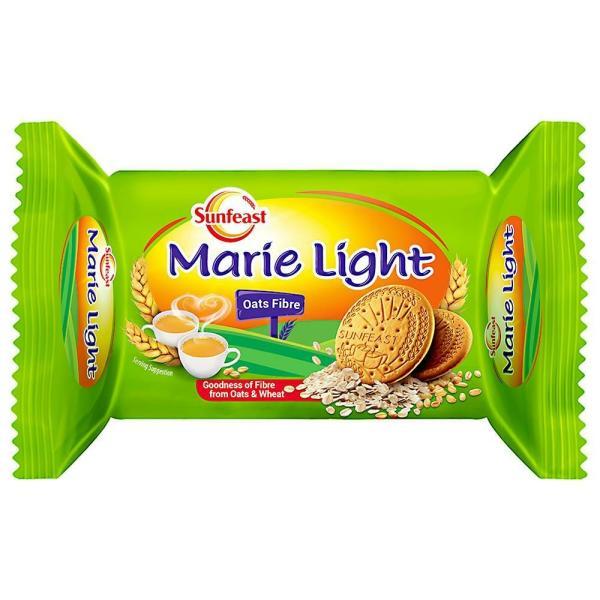 Sunfeast
Marie Light
Oats Fibre
SUNFEAST
Serving Suggestion
Goodness of Fibre
from Oats & Wheat
Sunfeast
Marie Light
Sunfeast
Marie Light